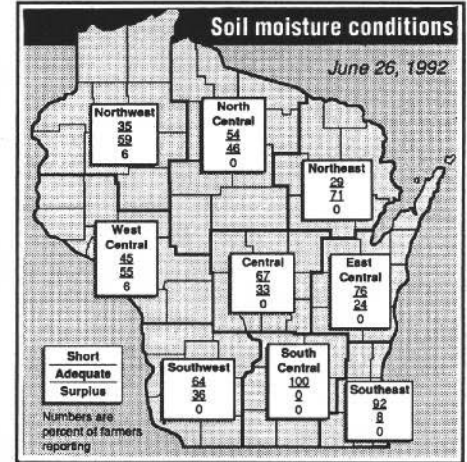 Soil moisture conditions
June 26, 1992
Northwest
35
59
6
North
Central
54
46
0
Northeast
29
71
0
West
Central
45
55
6
Central
67
33
0
East
Central
76
24
0
Short
Adequate
Surplus
Numbers are
percent of farmers
reporting
Southwest
64
36
0
South
Central
100
0
0
Southeast
92
8
0